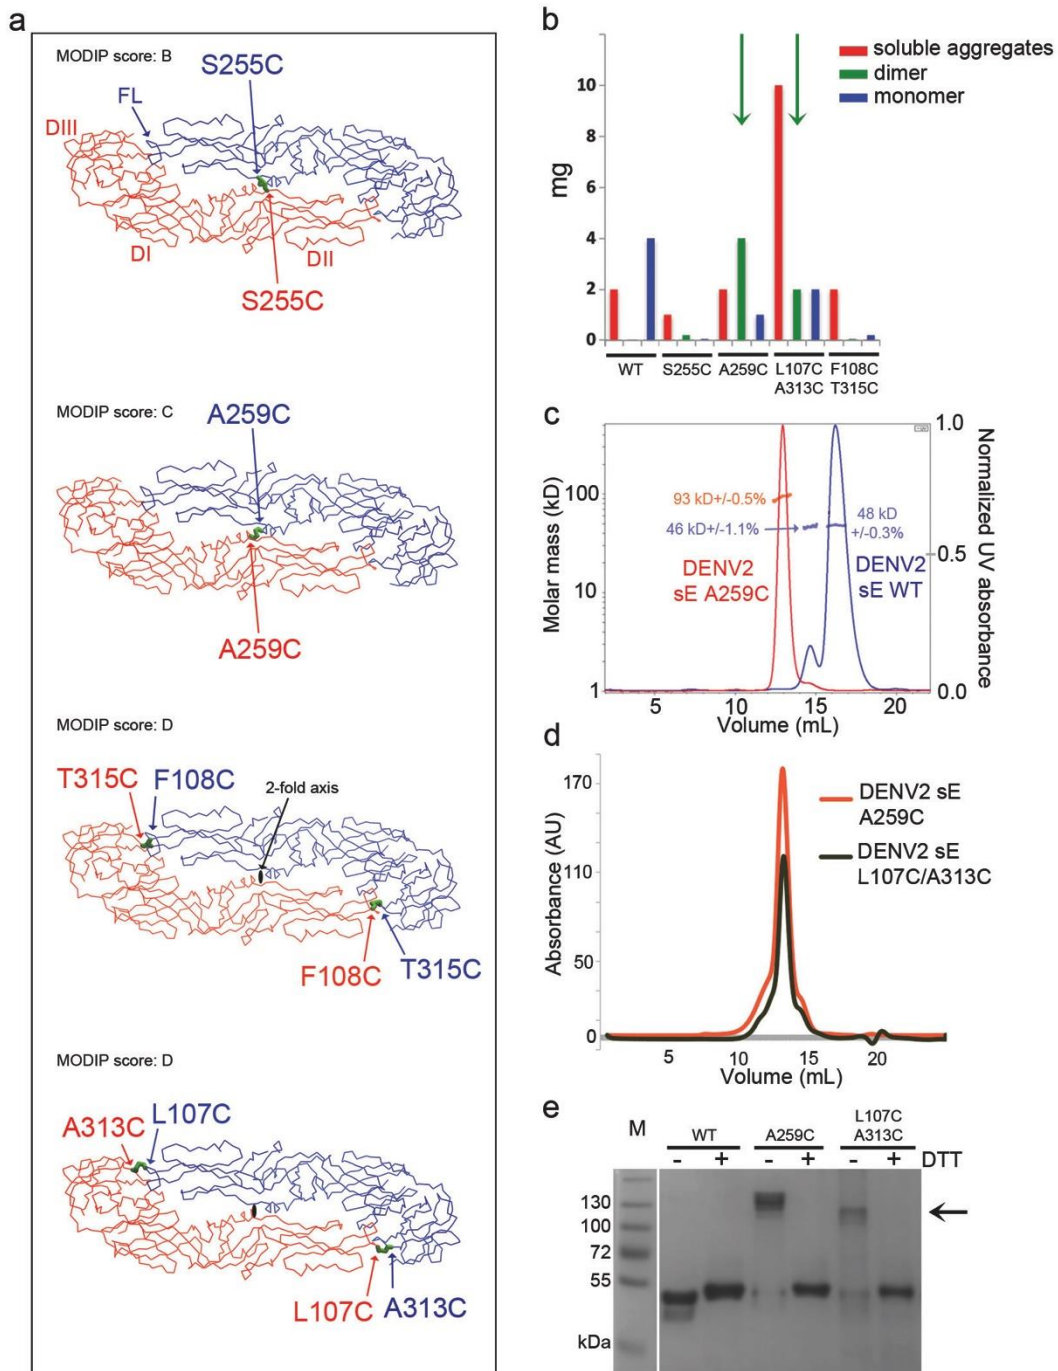 a
MODIP score: B
S255C
FL
DIII
DI
DII
S255C
MODIP score: C
A259C
A259C
MODIP score: D
T315C F108C
2-fold axis
F108C T315C
MODIP score: D
L107C
A313C
L107C
A313C
b
soluble aggregates
dimer
monomer
mg
10
8
6
4
2
0
WT
S255C
A259C
L107C
A313C
F108C
T315C
c
Molar mass (kD)
100
10
1
93 kD+/-0.5%
46 kD+/-1.1%
48 kD
+/-0.3%
DENV2
sE A259C
DENV2
sE WT
1.0
0.5
0.0
Normalized UV absorbance
5 10 15 20
Volume (mL)
d
Absorbance (AU)
170
110
50
0
DENV2 sE
A259C
DENV2 sE
L107C/A313C
5 10 15 20
Volume (mL)
e
M
WT
A259C
L107C
A313C
- + - + - + DTT
130
100
72
55
kDa